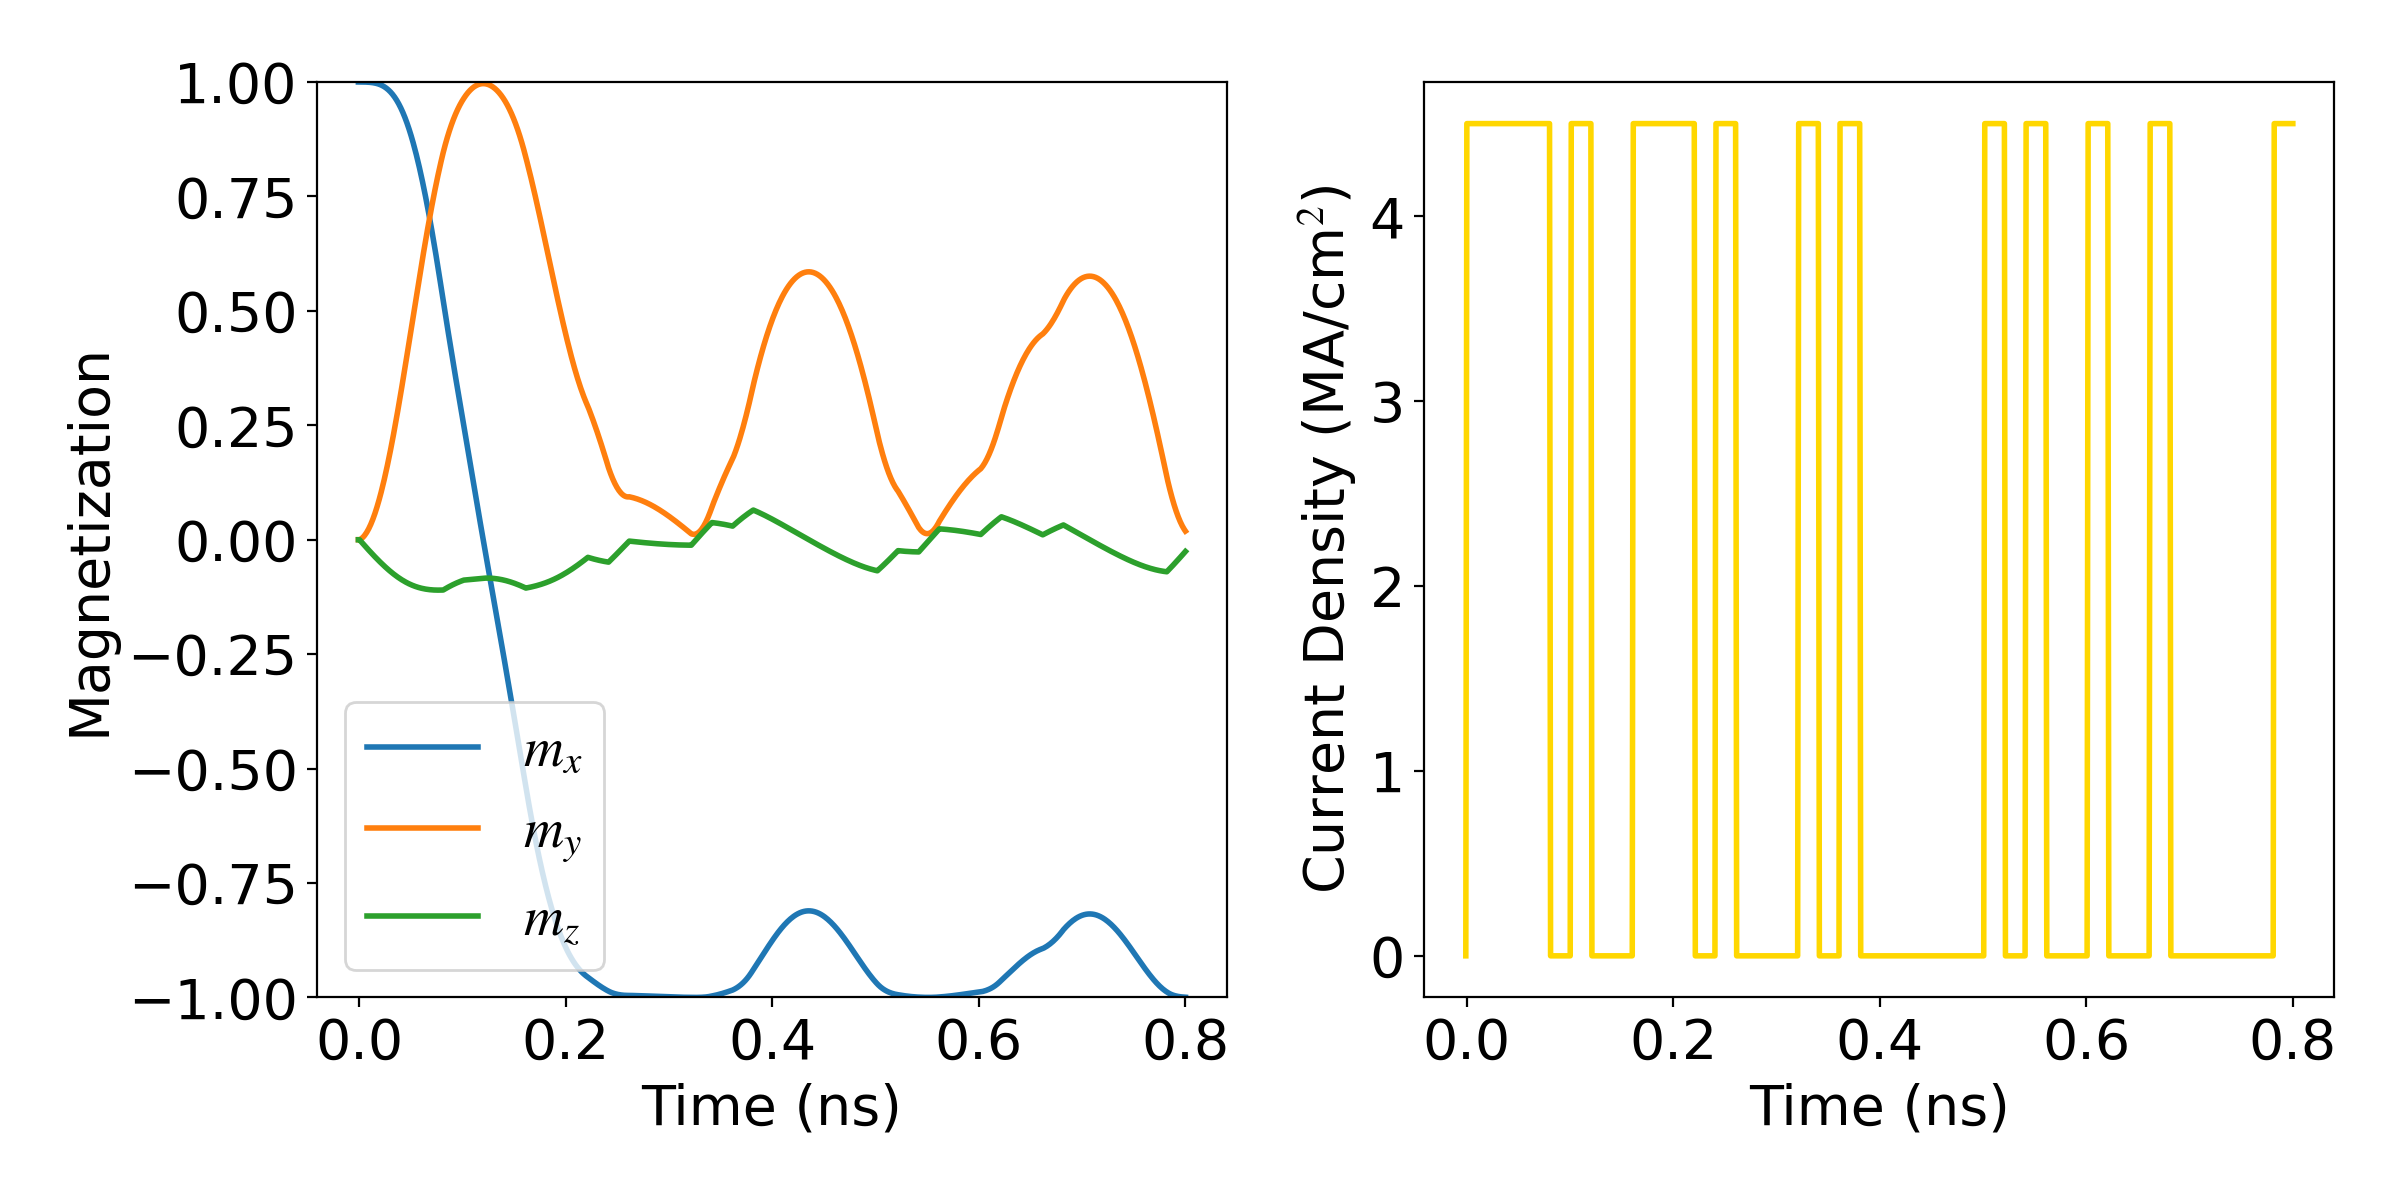 1.00
0.75
0.50
0.25
0.00
−0.25
−0.50
−0.75
−1.00
Magnetization
m_x
m_y
m_z
0.0 0.2 0.4 0.6 0.8
Time (ns)
4
3
2
1
0
Current Density (MA/cm²)
0.0 0.2 0.4 0.6 0.8
Time (ns)